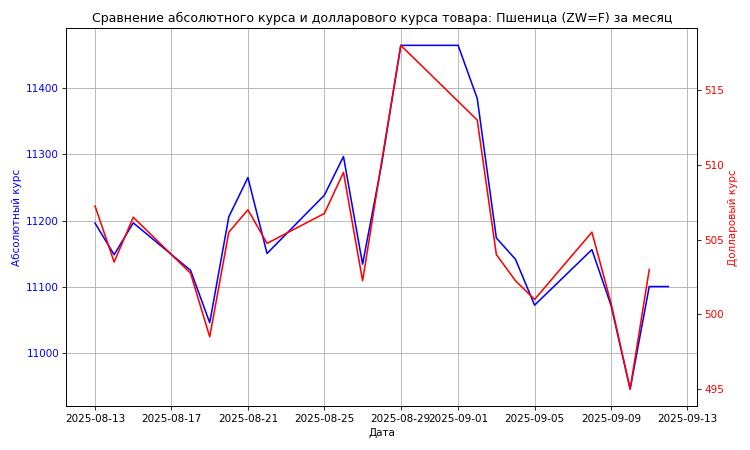 Сравнение абсолютного курса и долларового курса товара: Пшеница (ZW=F) за месяц
Абсолютный курс
11400
11300
11200
11100
11000
515
510
505
500
495
Долларовый курс
2025-08-13 2025-08-17 2025-08-21 2025-08-25 2025-08-29 2025-09-01 2025-09-05 2025-09-09 2025-09-13
Дата